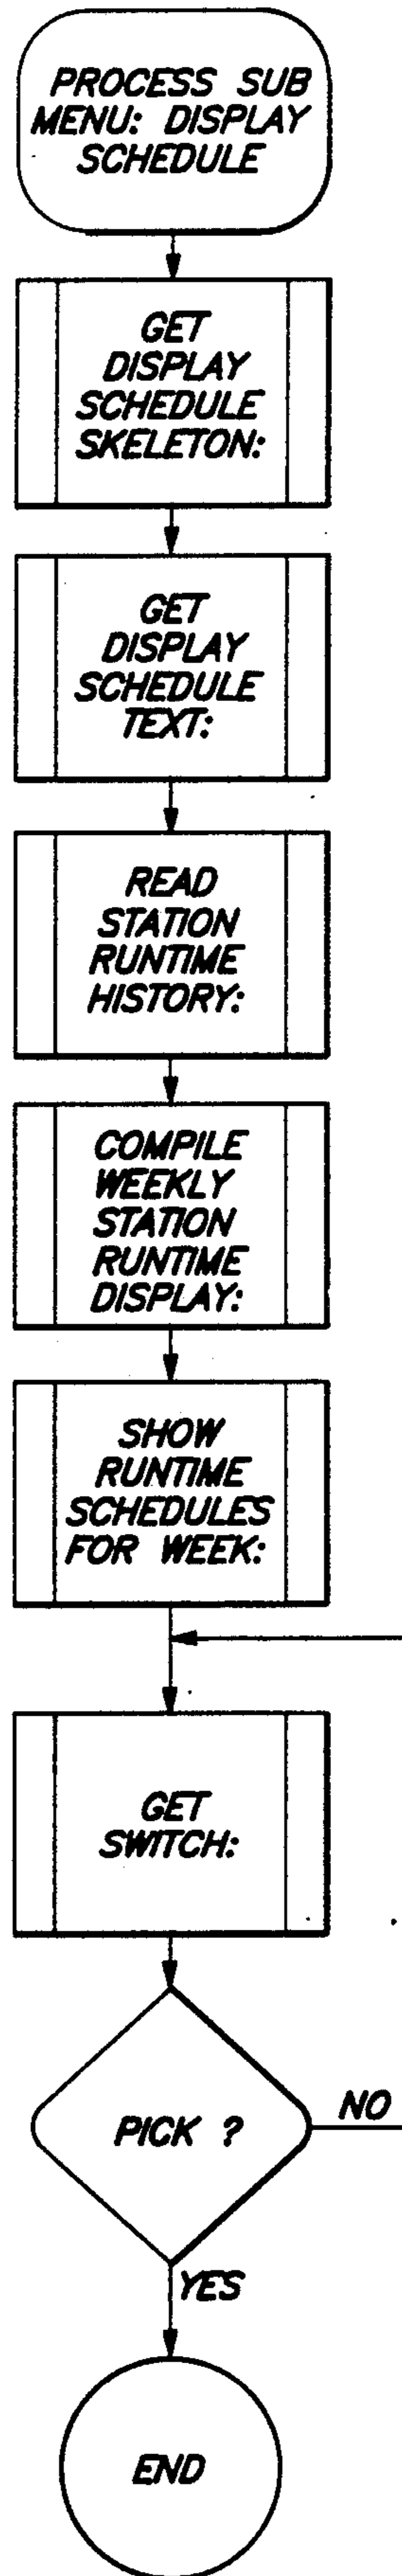 PROCESS SUB
MENU: DISPLAY
SCHEDULE
GET
DISPLAY
SCHEDULE
SKELETON:
GET
DISPLAY
SCHEDULE
TEXT:
READ
STATION
RUNTIME
HISTORY:
COMPILE
WEEKLY
STATION
RUNTIME
DISPLAY:
SHOW
RUNTIME
SCHEDULES
FOR WEEK:
GET
SWITCH:
PICK ?
NO
YES
END